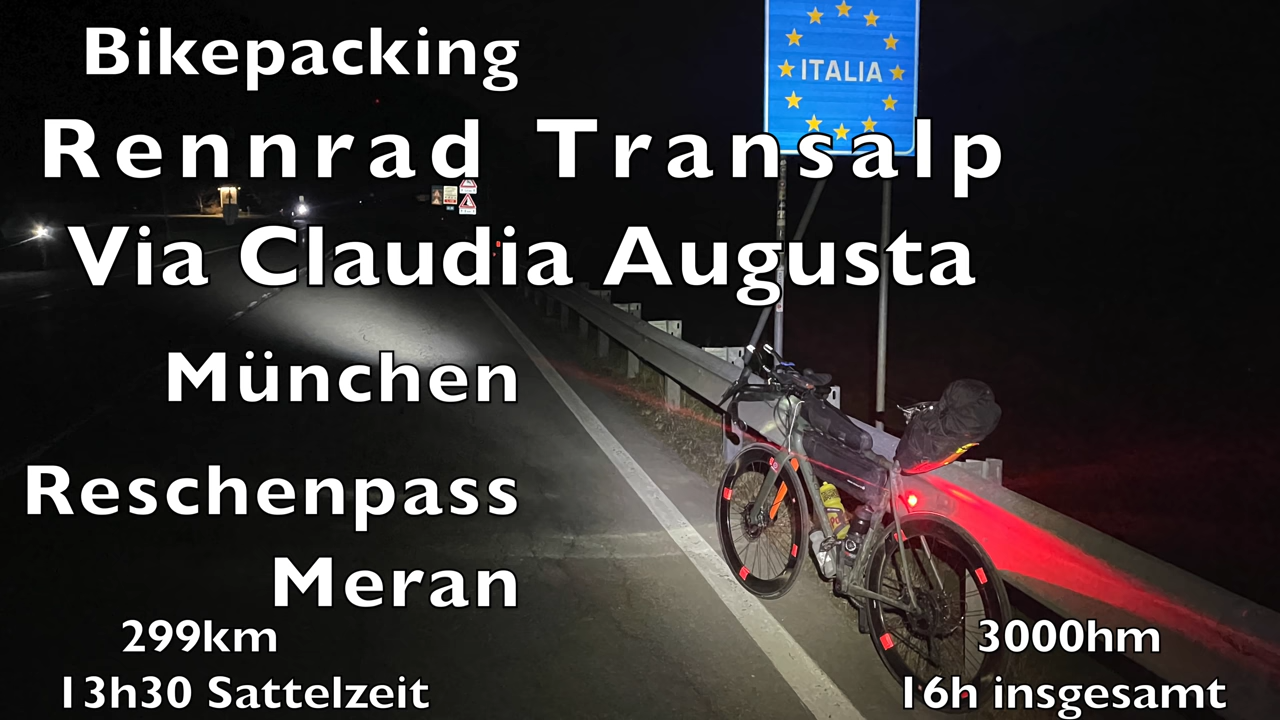 ITALIA
Bikepacking
Rennrad Transalp
Via Claudia Augusta
München
Reschenpass
Meran
299km
13h30 Sattelzeit
3000hm
16h insgesamt